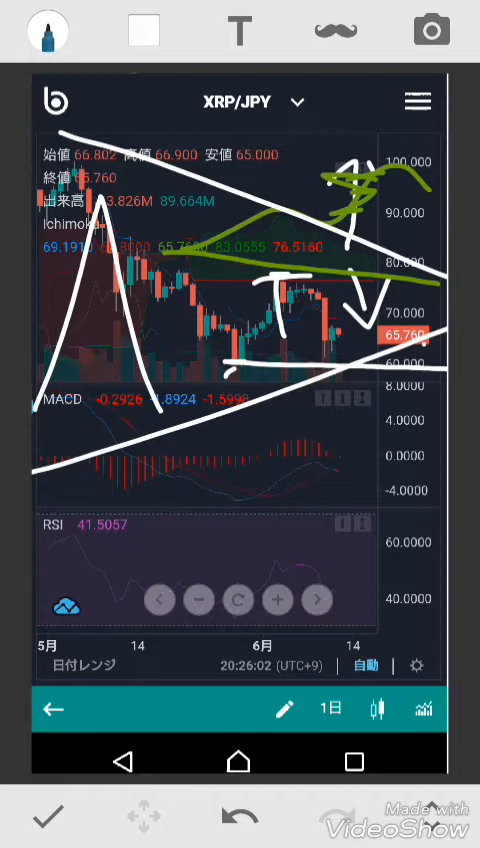 T
XRP/JPY
始値 66.802 高値 66.900 安値 65.000
終値 65.760
出来高 3.826M 89.664M
Ichimoku
69.1910 83.0555 76.5160
100.000
90.000
80.000
70.000
65.760
60.000
MACD -0.2926 -1.8924 -1.5998
8.0000
4.0000
0.0000
-4.0000
RSI 41.5057
60.0000
40.0000
5月 14 6月 14
日付レンジ 20:26:02 (UTC+9) 自動
1日
Made with
VideoShow